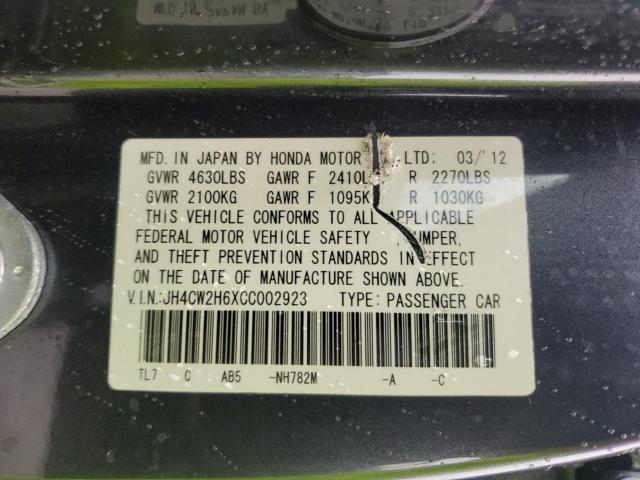 MFD. IN JAPAN BY HONDA MOTOR LTD: 03/'12
GVWR 4630LBS GAWR F 2410L R 2270LBS
GVWR 2100KG GAWR F 1095K R 1030KG
THIS VEHICLE CONFORMS TO ALL APPLICABLE
FEDERAL MOTOR VEHICLE SAFETY , BUMPER,
AND THEFT PREVENTION STANDARDS IN EFFECT
ON THE DATE OF MANUFACTURE SHOWN ABOVE.
V.I.N.:JH4CW2H6XCC002923 TYPE: PASSENGER CAR
TL7 C AB5 -NH782M -A -C